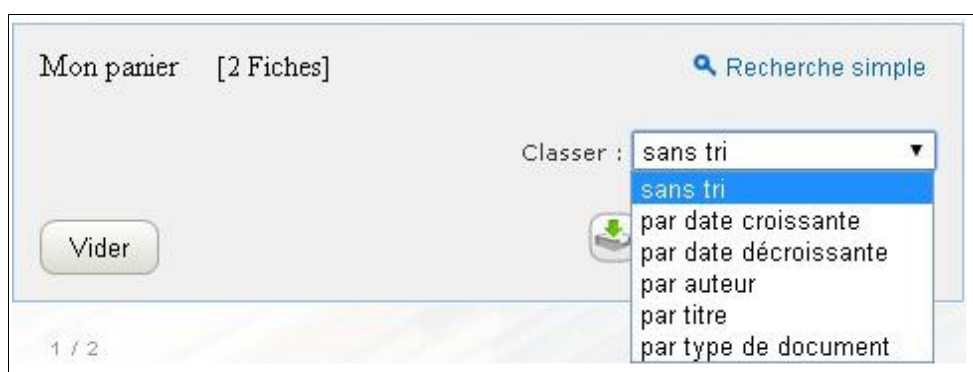 Mon panier [2 Fiches] Recherche simple
Classer : sans tri
sans tri
par date croissante
Vider
par date décroissante
par auteur
par titre
1 / 2
par type de document